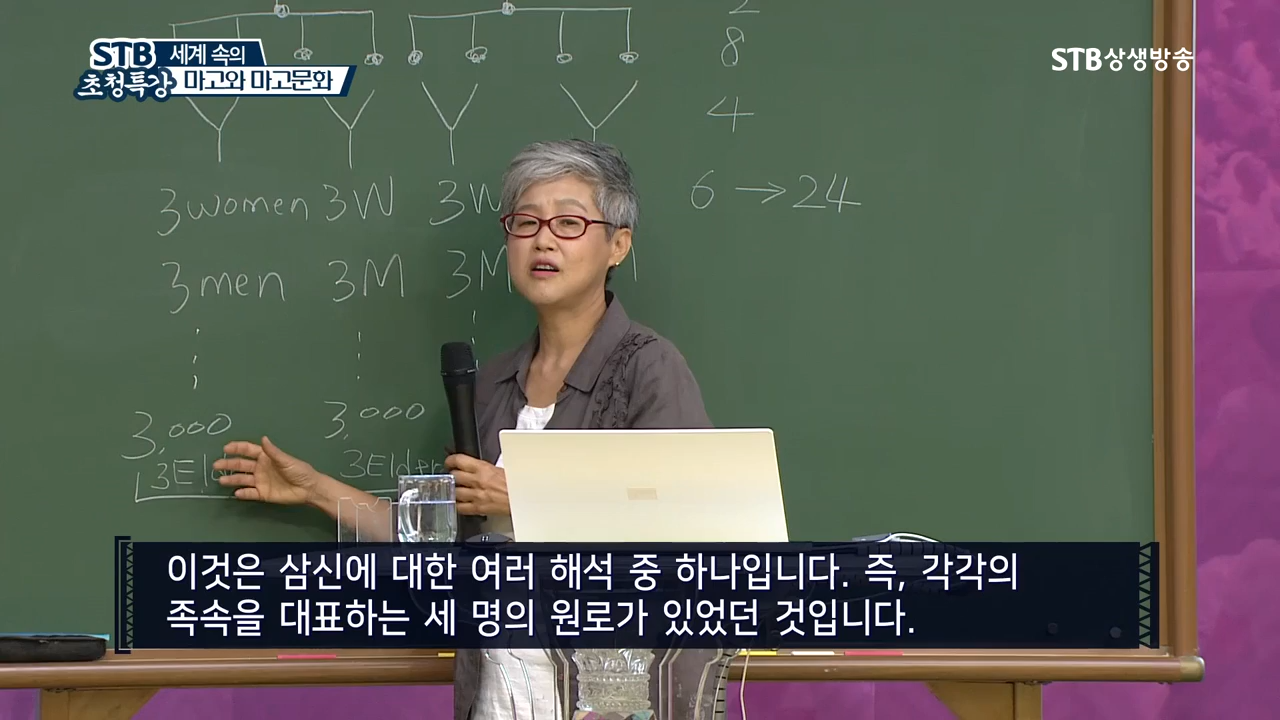 STB 세계 속의
초청특강 마고와 마고문화
STB상생방송
8
4
3women 3W 3W
6 → 24
3men 3M 3M
3,000 3,000
3Elder
이것은 삼신에 대한 여러 해석 중 하나입니다. 즉, 각각의
족속을 대표하는 세 명의 원로가 있었던 것입니다.